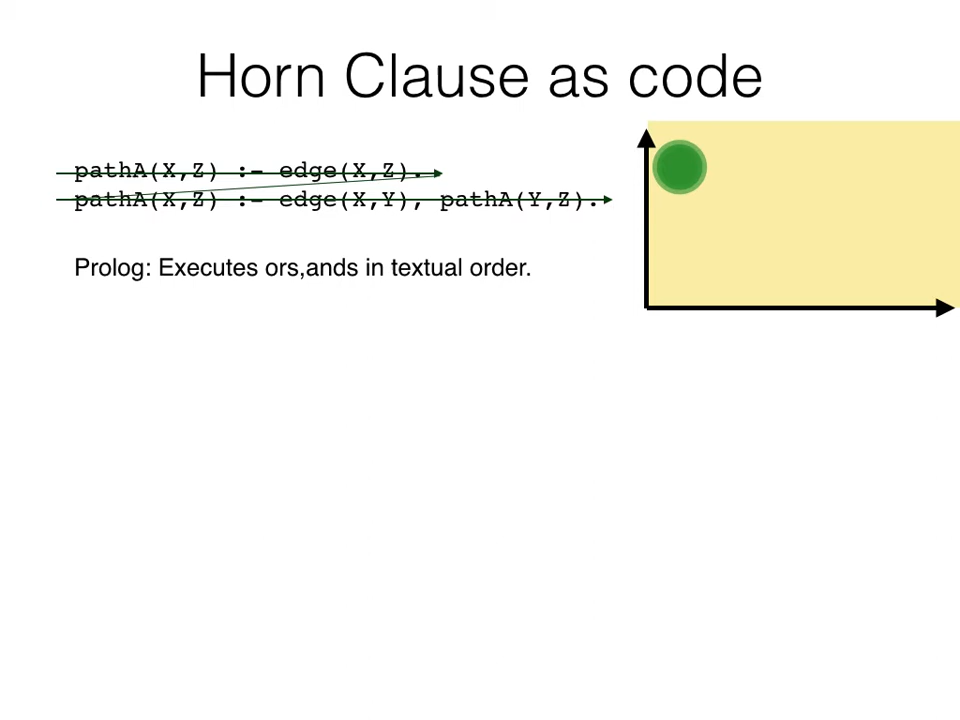 Horn Clause as code
pathA(X,Z) :- edge(X,Z).
pathA(X,Z) :- edge(X,Y), pathA(Y,Z).
Prolog: Executes ors,ands in textual order.